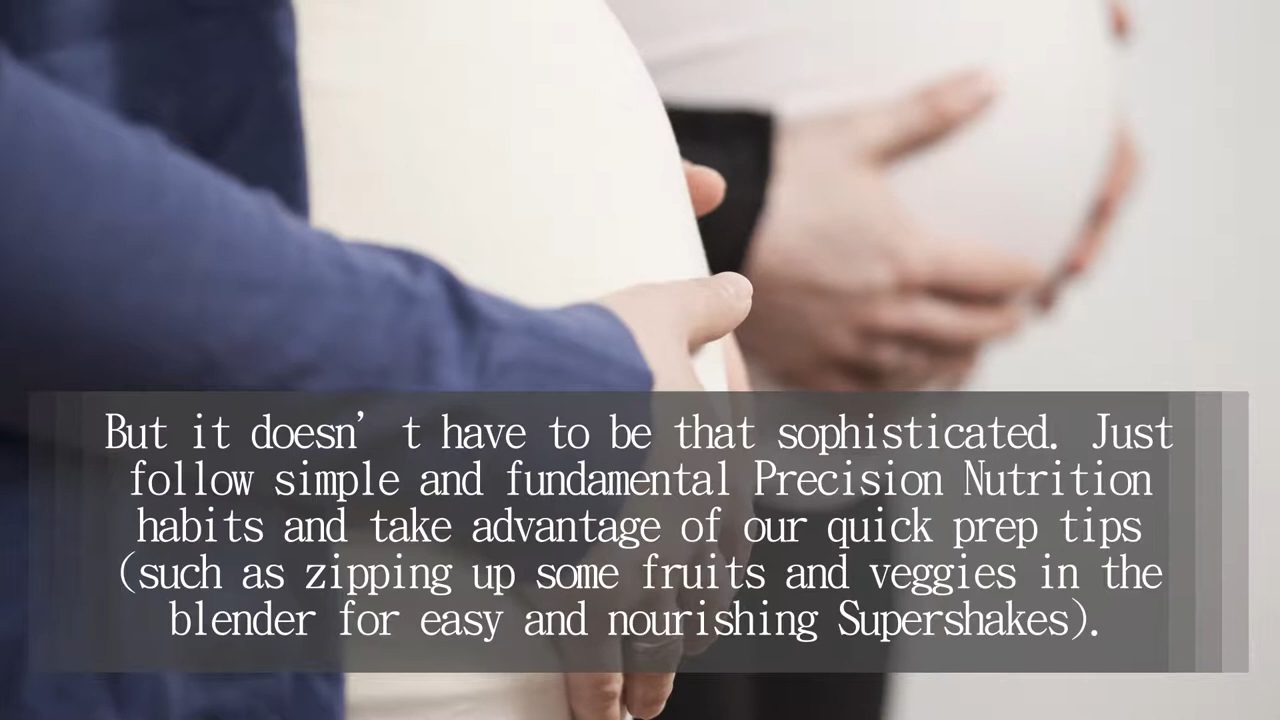 But it doesn’t have to be that sophisticated. Just
follow simple and fundamental Precision Nutrition
habits and take advantage of our quick prep tips
(such as zipping up some fruits and veggies in the
blender for easy and nourishing Supershakes).